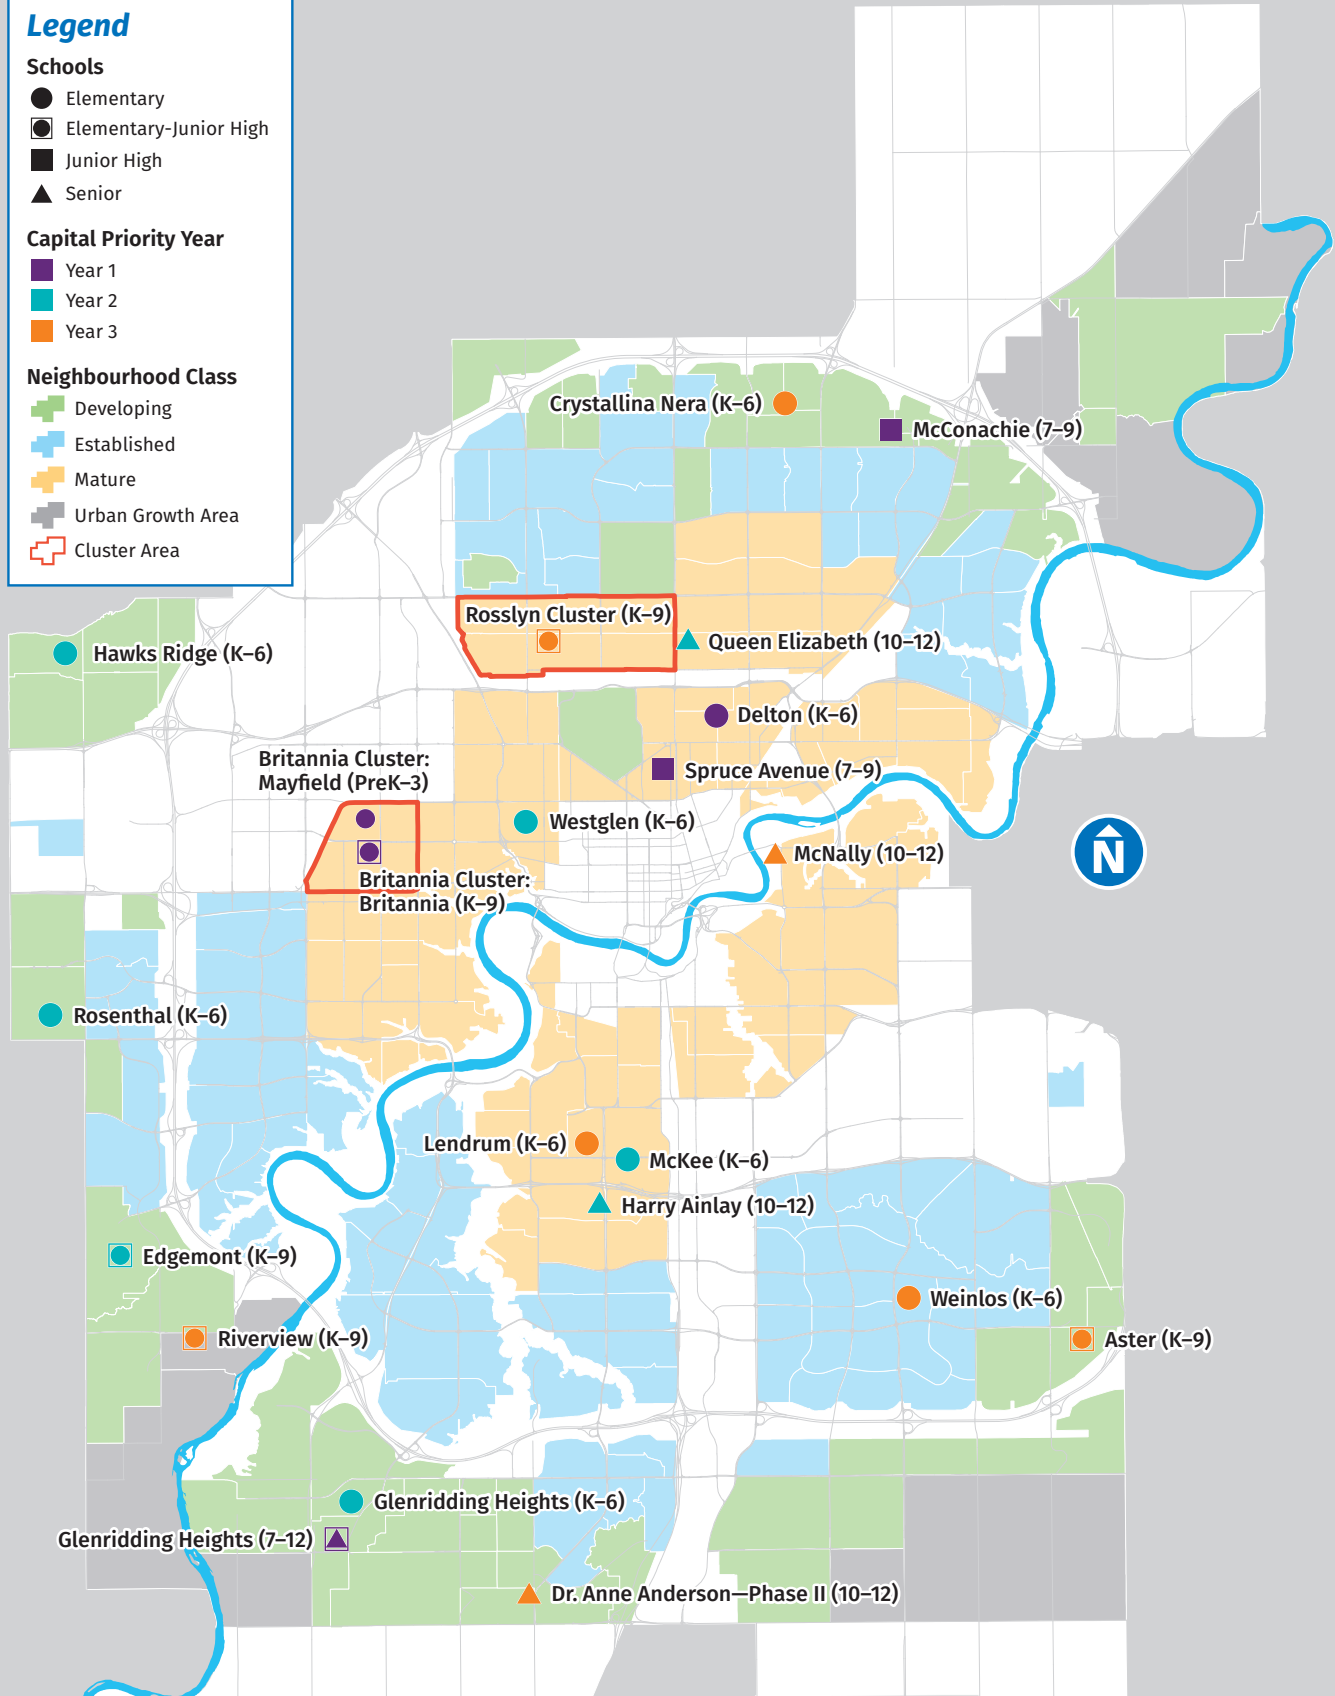 Legend
Schools
Elementary
Elementary-Junior High
Junior High
Senior
Capital Priority Year
Year 1
Year 2
Year 3
Neighbourhood Class
Developing
Established
Mature
Urban Growth Area
Cluster Area
Crystallina Nera (K–6)
McConachie (7–9)
Rosslyn Cluster (K–9)
Queen Elizabeth (10–12)
Hawks Ridge (K–6)
Delton (K–6)
Britannia Cluster:
Mayfield (PreK–3)
Spruce Avenue (7–9)
Westglen (K–6)
McNally (10–12)
N
Britannia Cluster:
Britannia (K–9)
Rosenthal (K–6)
Lendrum (K–6)
McKee (K–6)
Harry Ainlay (10–12)
Edgemont (K–9)
Weinlos (K–6)
Riverview (K–9)
Aster (K–9)
Glenridding Heights (K–6)
Glenridding Heights (7–12)
Dr. Anne Anderson—Phase II (10–12)